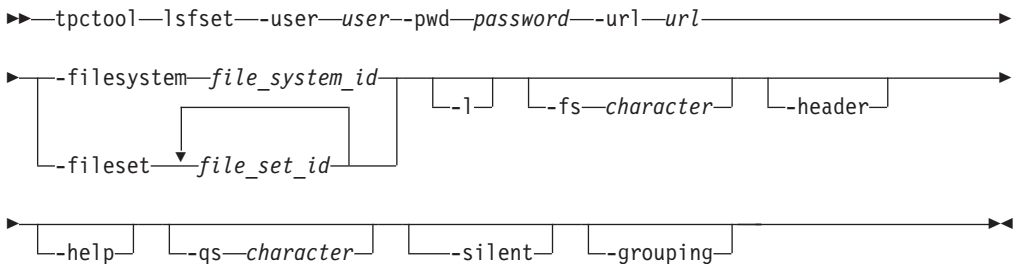 tpctool lsfset -user user -pwd password -url url
-filesystem file_system_id -l -fs character -header
-fileset file_set_id
-help -qs character -silent -grouping